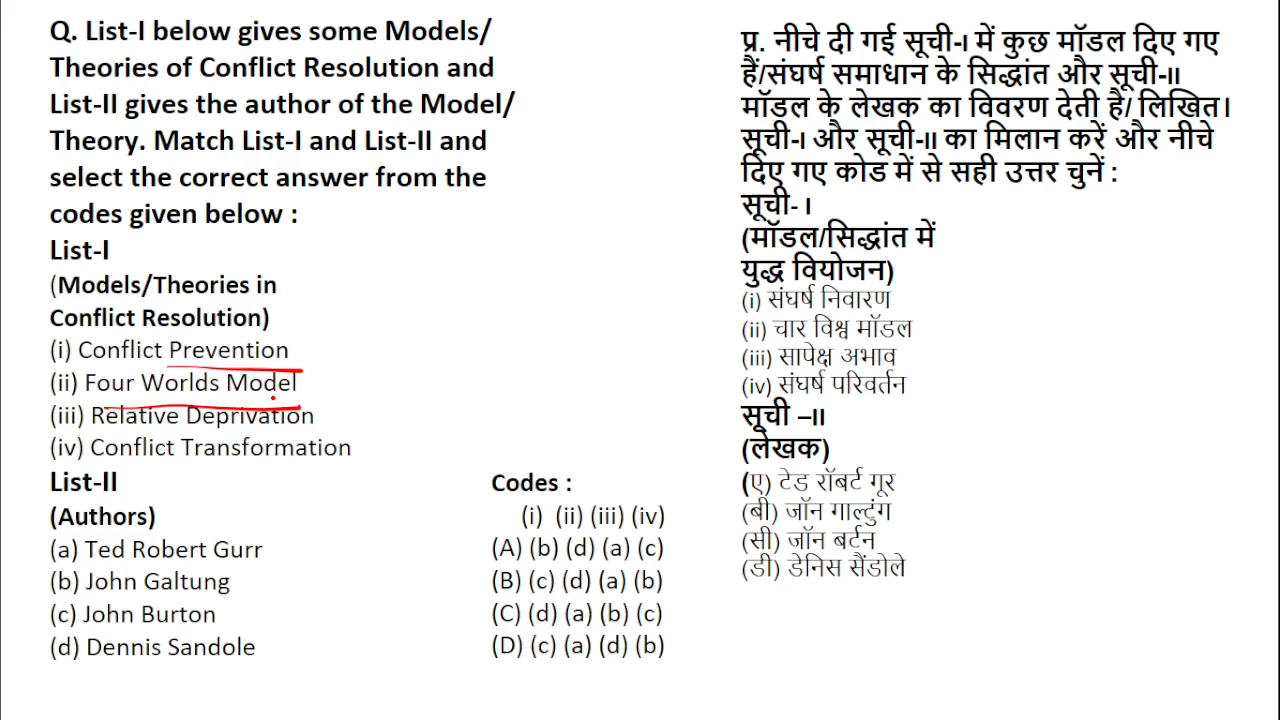 Q. List-I below gives some Models/
Theories of Conflict Resolution and
List-II gives the author of the Model/
Theory. Match List-I and List-II and
select the correct answer from the
codes given below :
List-I
(Models/Theories in
Conflict Resolution)
(i) Conflict Prevention
(ii) Four Worlds Model
(iii) Relative Deprivation
(iv) Conflict Transformation
List-II
(Authors)
(a) Ted Robert Gurr
(b) John Galtung
(c) John Burton
(d) Dennis Sandole
Codes :
(i) (ii) (iii) (iv)
(A) (b) (d) (a) (c)
(B) (c) (d) (a) (b)
(C) (d) (a) (b) (c)
(D) (c) (a) (d) (b)
प्र. नीचे दी गई सूची-I में कुछ मॉडल दिए गए
हैं/संघर्ष समाधान के सिद्धांत और सूची-II
मॉडल के लेखक का विवरण देती है/ लिखित।
सूची-I और सूची-II का मिलान करें और नीचे
दिए गए कोड में से सही उत्तर चुनें :
सूची- I
(मॉडल/सिद्धांत में
युद्ध वियोजन)
(i) संघर्ष निवारण
(ii) चार विश्व मॉडल
(iii) सापेक्ष अभाव
(iv) संघर्ष परिवर्तन
सूची –II
(लेखक)
(ए) टेड रॉबर्ट गूर
(बी) जॉन गाल्टुंग
(सी) जॉन बर्टन
(डी) डेनिस सैंडोले